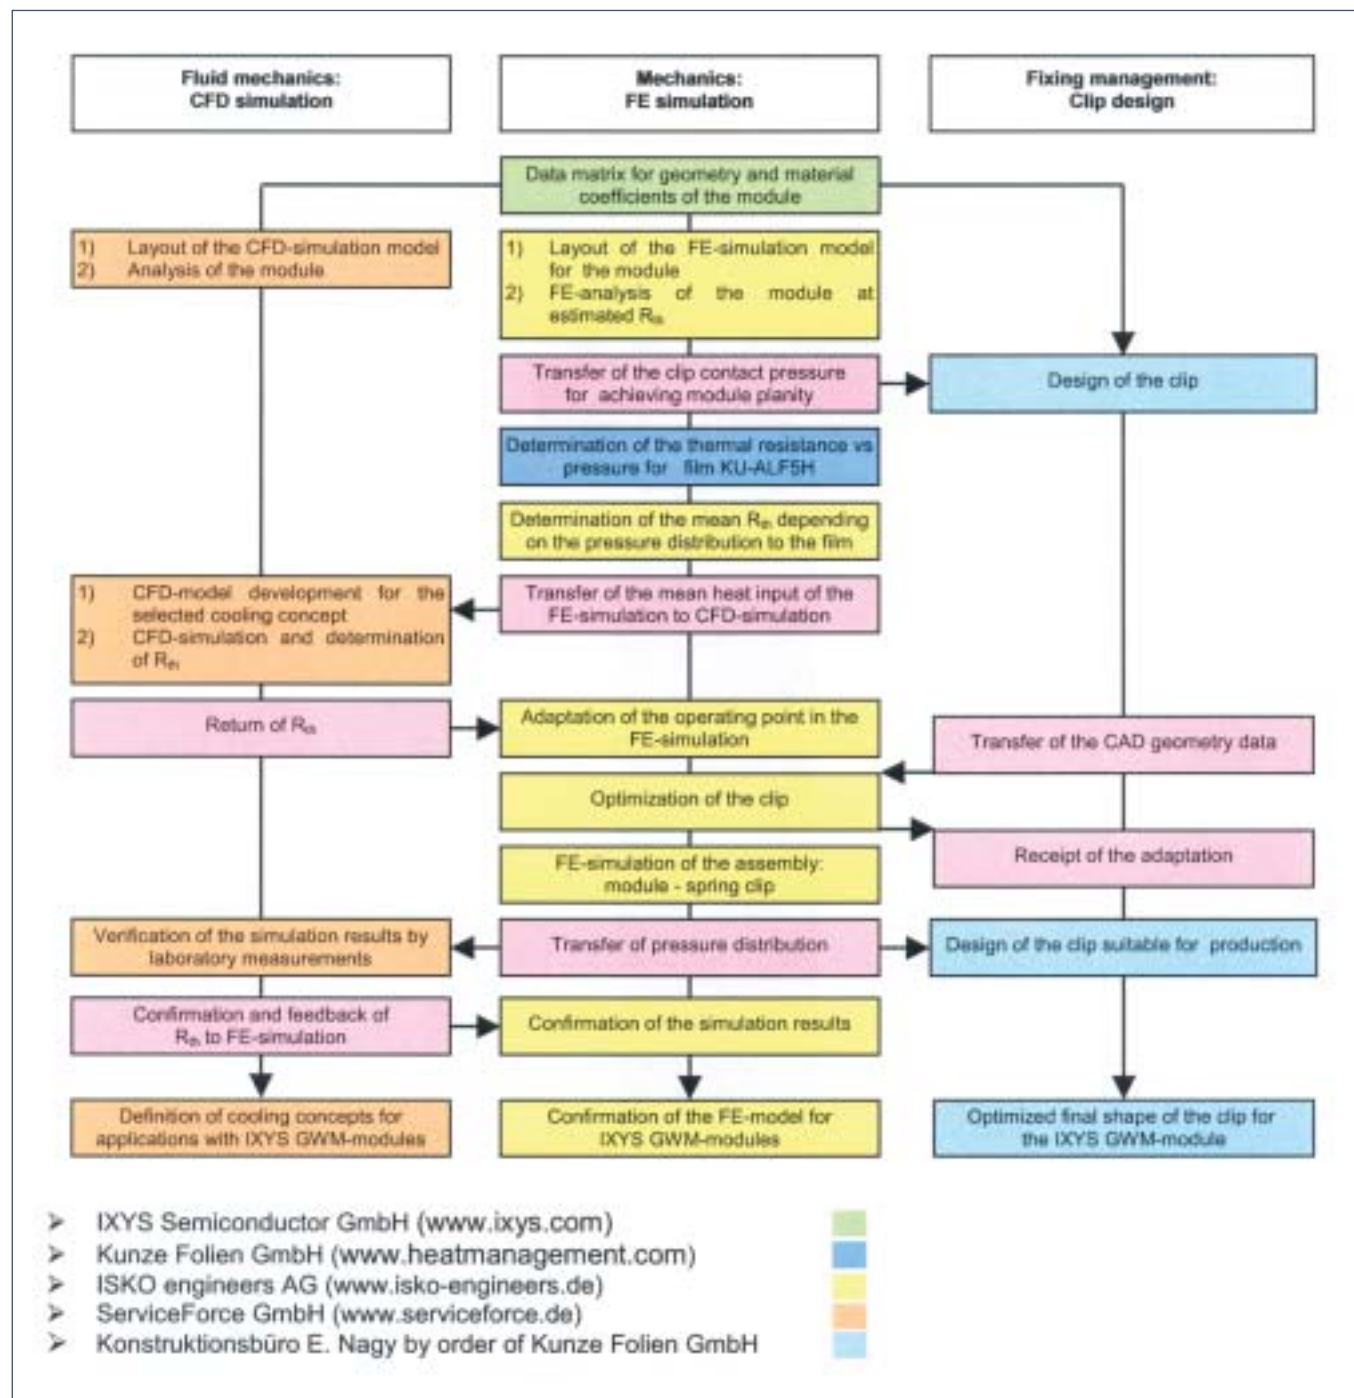 Fluid mechanics:
CFD simulation
Mechanics:
FE simulation
Fixing management:
Clip design
Data matrix for geometry and material
coefficients of the module
1) Layout of the CFD-simulation model
2) Analysis of the module
1) Layout of the FE-simulation model
for the module
2) FE-analysis of the module at
estimated Rth
Transfer of the clip contact pressure
for achieving module planity
Design of the clip
Determination of the thermal resistance vs
pressure for film KU-ALF5H
Determination of the mean Rth depending
on the pressure distribution to the film
1) CFD-model development for the
selected cooling concept
2) CFD-simulation and determination
of Rth
Transfer of the mean heat input of the
FE-simulation to CFD-simulation
Return of Rth
Adaptation of the operating point in the
FE-simulation
Transfer of the CAD geometry data
Optimization of the clip
Receipt of the adaptation
FE-simulation of the assembly:
module - spring clip
Verification of the simulation results by
laboratory measurements
Transfer of pressure distribution
Design of the clip suitable for production
Confirmation and feedback of
Rth to FE-simulation
Confirmation of the simulation results
Definition of cooling concepts for
applications with IXYS GWM-modules
Confirmation of the FE-model for
IXYS GWM-modules
Optimized final shape of the clip for
the IXYS GWM-module
➢ IXYS Semiconductor GmbH (www.ixys.com)
➢ Kunze Folien GmbH (www.heatmanagement.com)
➢ ISKO engineers AG (www.isko-engineers.de)
➢ ServiceForce GmbH (www.serviceforce.de)
➢ Konstruktionsbüro E. Nagy by order of Kunze Folien GmbH